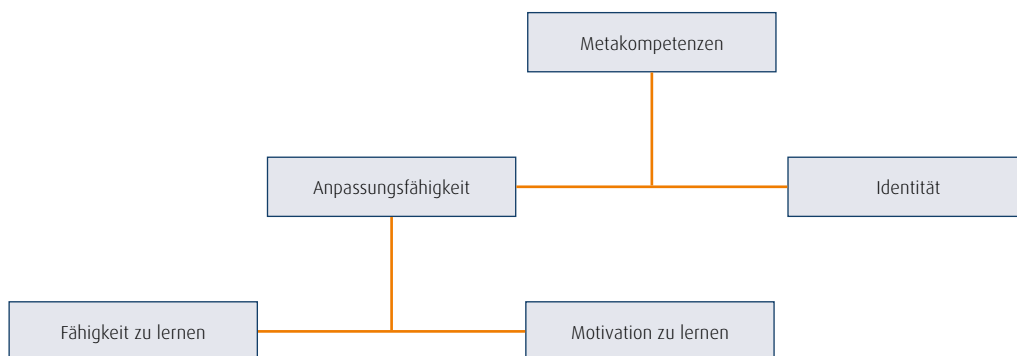 Metakompetenzen
Anpassungsfähigkeit
Identität
Fähigkeit zu lernen
Motivation zu lernen